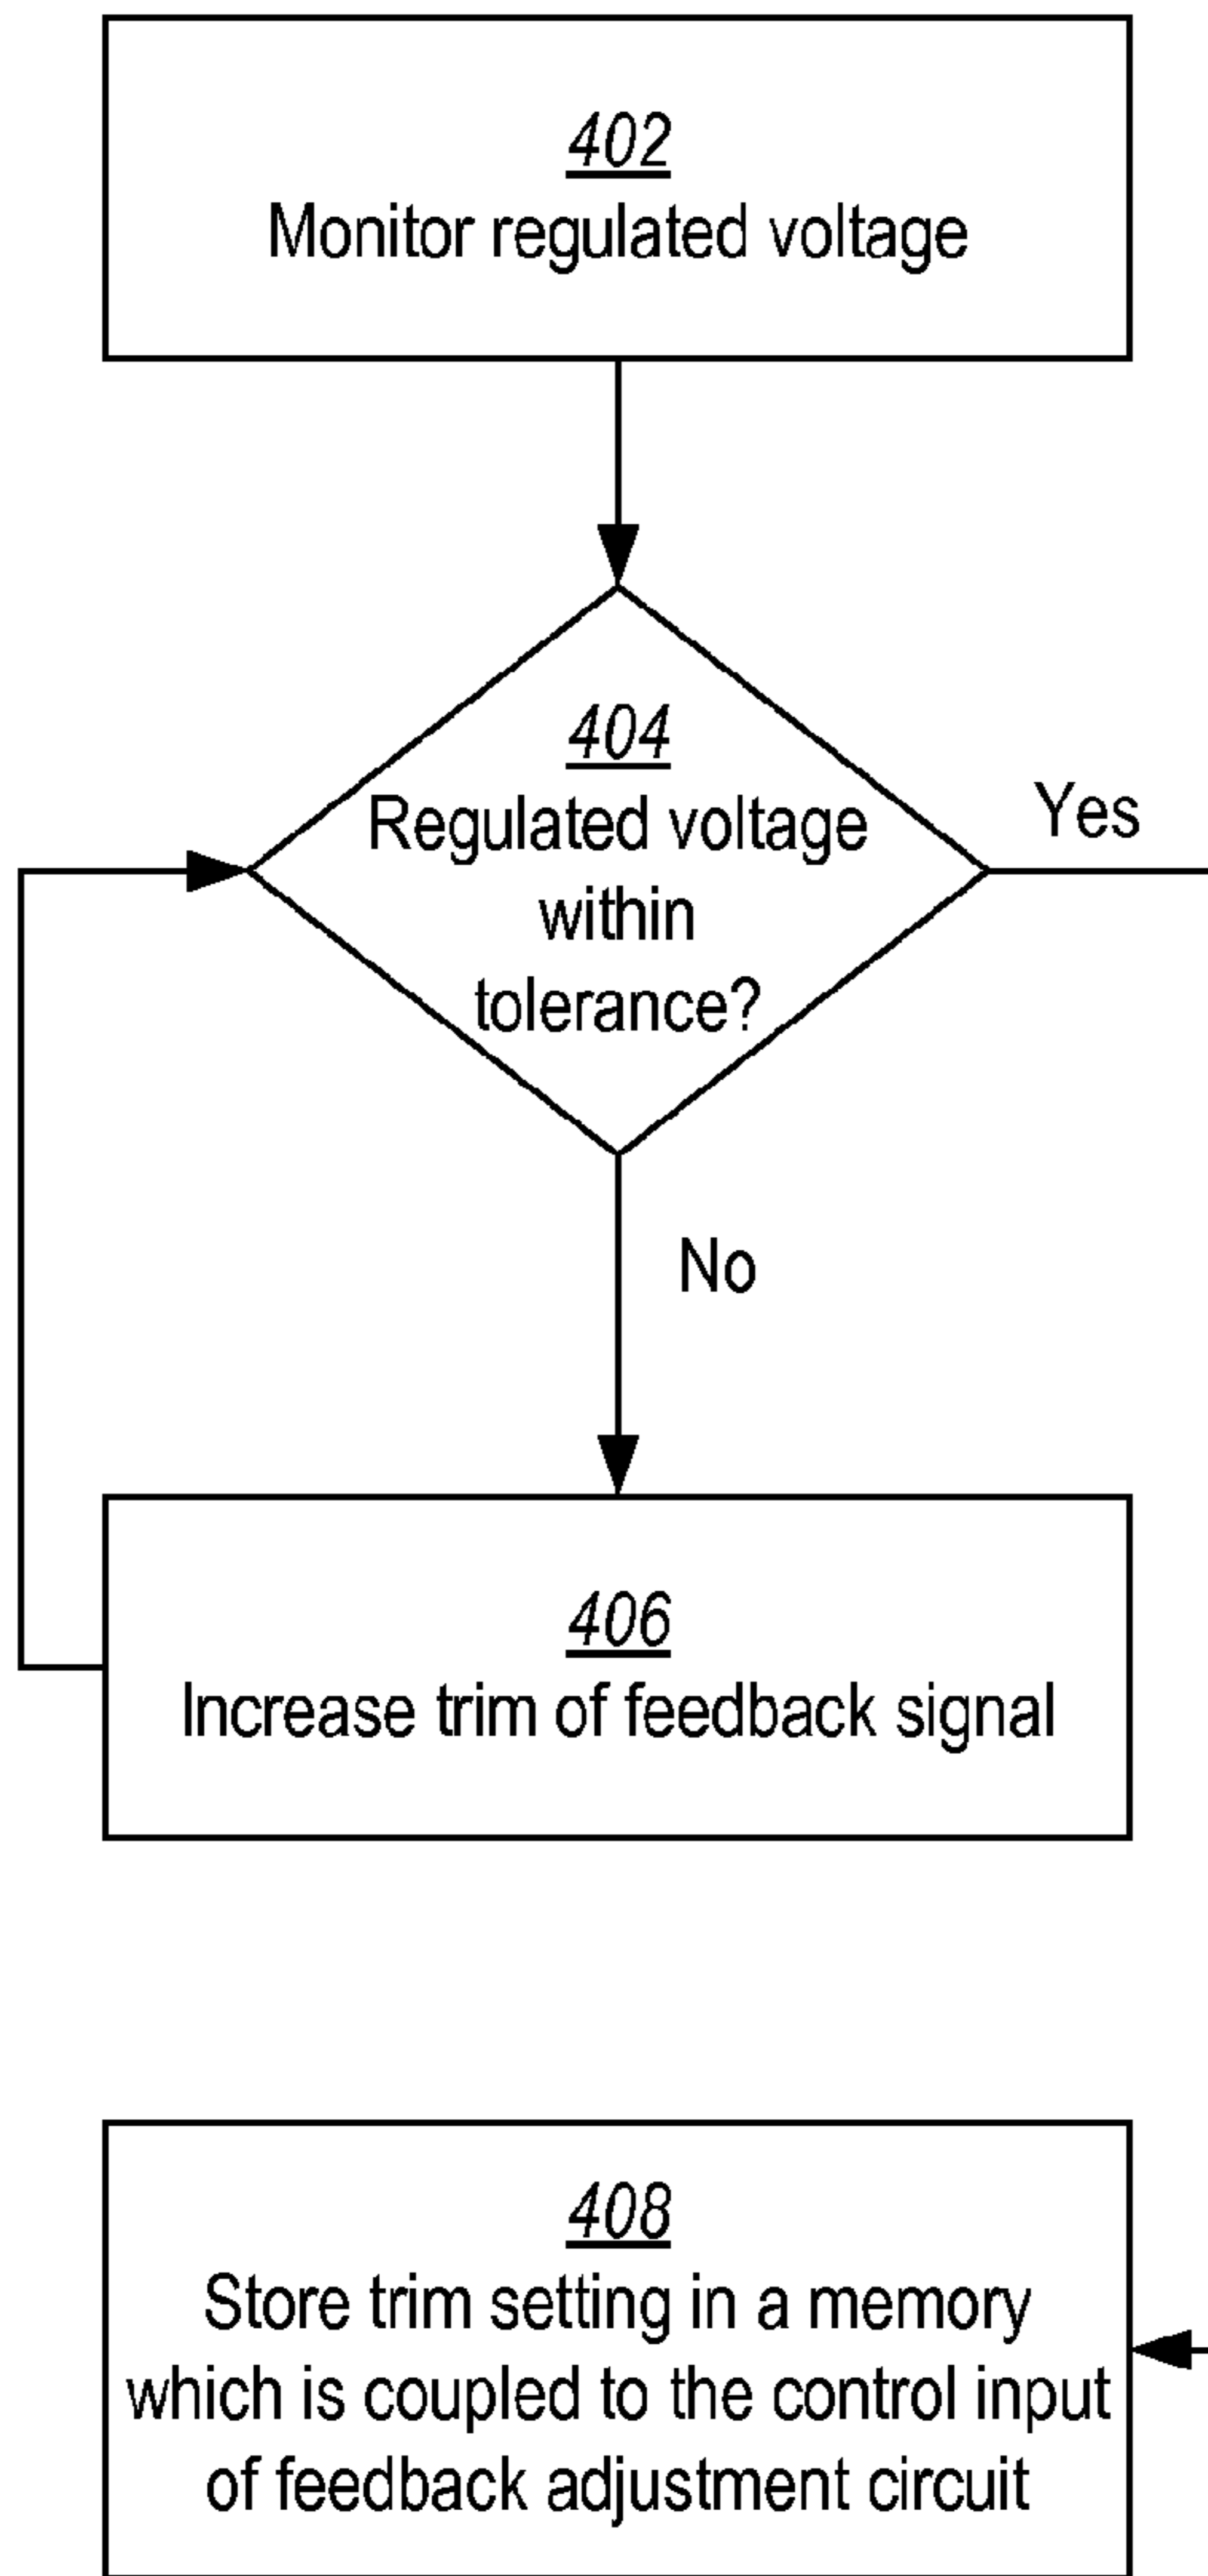 402
Monitor regulated voltage
404
Regulated voltage
within
tolerance?
Yes
No
406
Increase trim of feedback signal
408
Store trim setting in a memory
which is coupled to the control input
of feedback adjustment circuit